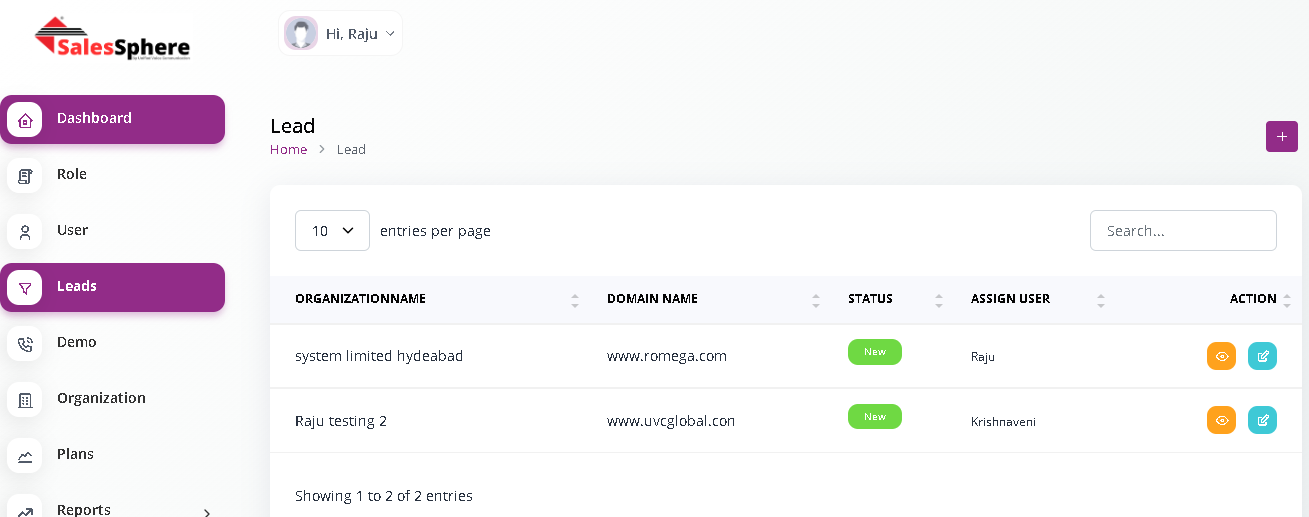 SalesSphere
Hi, Raju
Dashboard
Role
User
Leads
Demo
Organization
Plans
Reports
Lead
Home > Lead
+
10 entries per page
Search...
ORGANIZATIONNAME DOMAIN NAME STATUS ASSIGN USER ACTION
system limited hydeabad www.romega.com New Raju
Raju testing 2 www.uvcglobal.con New Krishnaveni
Showing 1 to 2 of 2 entries